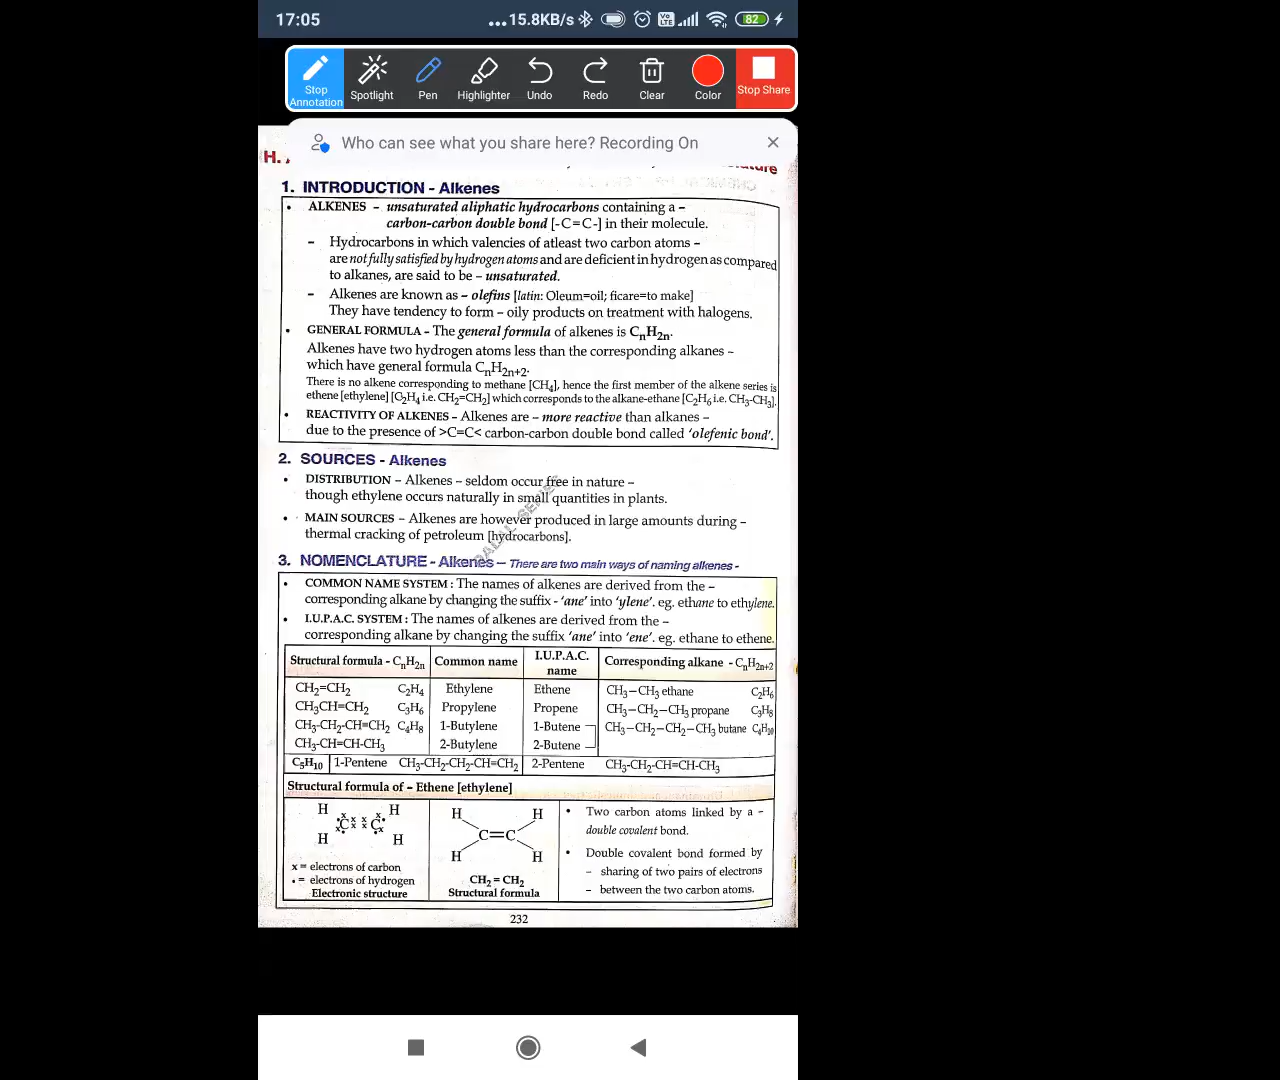 17:05
...15.8KB/s
Vo LTE
82
Stop Annotation
Spotlight
Pen
Highlighter
Undo
Redo
Clear
Color
Stop Share
Who can see what you share here? Recording On
H.
1. INTRODUCTION - Alkenes
• ALKENES – unsaturated aliphatic hydrocarbons containing a –
carbon-carbon double bond [-C=C-] in their molecule.
– Hydrocarbons in which valencies of atleast two carbon atoms –
are not fully satisfied by hydrogen atoms and are deficient in hydrogen as compared
to alkanes, are said to be – unsaturated.
– Alkenes are known as – olefins [latin: Oleum=oil; ficare=to make]
They have tendency to form – oily products on treatment with halogens.
• GENERAL FORMULA – The general formula of alkenes is CnH2n.
Alkenes have two hydrogen atoms less than the corresponding alkanes –
which have general formula CnH2n+2.
There is no alkene corresponding to methane [CH4], hence the first member of the alkene series is
ethene [ethylene] [C2H4 i.e. CH2=CH2] which corresponds to the alkane-ethane [C2H6 i.e. CH3-CH3].
• REACTIVITY OF ALKENES – Alkenes are – more reactive than alkanes –
due to the presence of >C=C< carbon-carbon double bond called 'olefenic bond'.
2. SOURCES - Alkenes
• DISTRIBUTION – Alkenes – seldom occur free in nature –
though ethylene occurs naturally in small quantities in plants.
• MAIN SOURCES – Alkenes are however produced in large amounts during –
thermal cracking of petroleum [hydrocarbons].
3. NOMENCLATURE - Alkenes – There are two main ways of naming alkenes -
• COMMON NAME SYSTEM : The names of alkenes are derived from the –
corresponding alkane by changing the suffix - 'ane' into 'ylene'. eg. ethane to ethylene.
• I.U.P.A.C. SYSTEM : The names of alkenes are derived from the –
corresponding alkane by changing the suffix 'ane' into 'ene'. eg. ethane to ethene.
Structural formula - CnH2n Common name I.U.P.A.C. name Corresponding alkane - CnH2n+2
CH2=CH2 C2H4 Ethylene Ethene CH3–CH3 ethane C2H6
CH3CH=CH2 C3H6 Propylene Propene CH3–CH2–CH3 propane C3H8
CH3-CH2-CH=CH2 C4H8 1-Butylene 1-Butene CH3–CH2–CH2–CH3 butane C4H10
CH3-CH=CH-CH3 2-Butylene 2-Butene
C5H10 1-Pentene CH3-CH2-CH2-CH=CH2 2-Pentene CH3-CH2-CH=CH-CH3
Structural formula of – Ethene [ethylene]
H H
C x x C
H H
x = electrons of carbon
• = electrons of hydrogen
Electronic structure
H H
C=C
H H
CH2 = CH2
Structural formula
• Two carbon atoms linked by a –
double covalent bond.
• Double covalent bond formed by
– sharing of two pairs of electrons
– between the two carbon atoms.
232